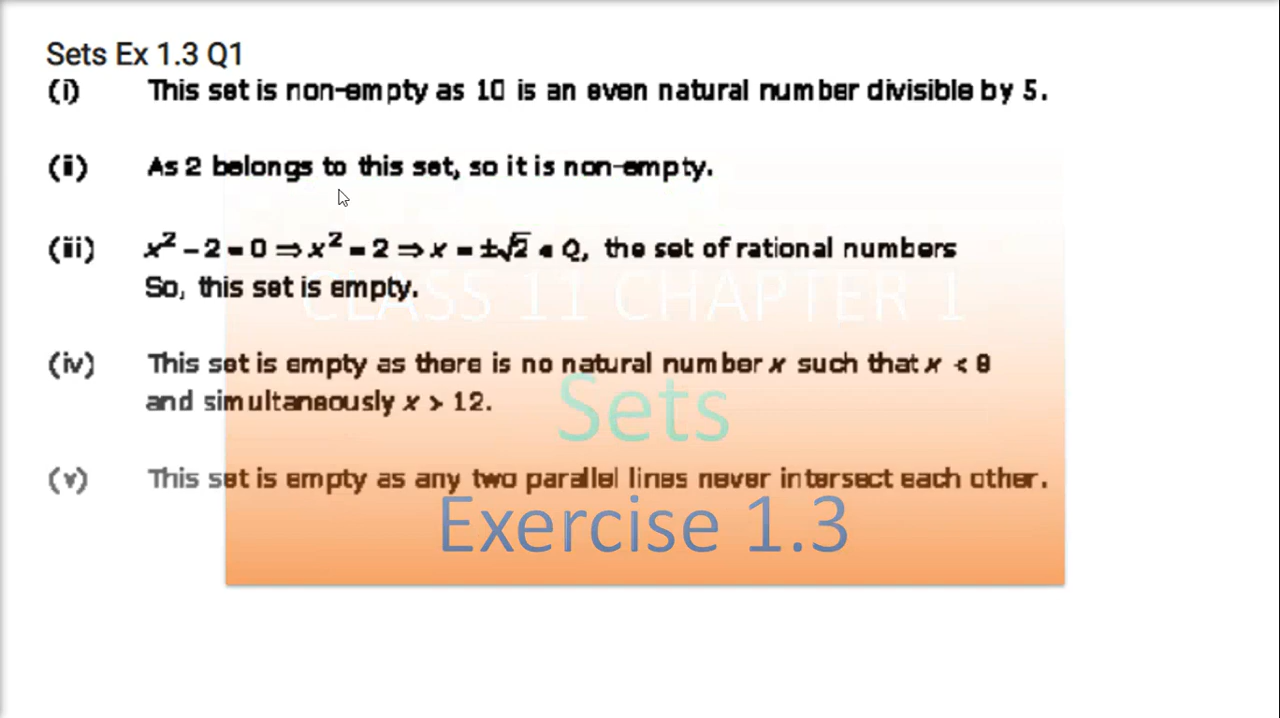 Sets Ex 1.3 Q1
(i) This set is non-empty as 10 is an even natural number divisible by 5.
(ii) As 2 belongs to this set, so it is non-empty.
(iii) x² – 2 = 0 ⇒ x² = 2 ⇒ x = ±√2 ∉ Q, the set of rational numbers
So, this set is empty.
CLASS 11 CHAPTER 1
(iv) This set is empty as there is no natural number x such that x < 8
and simultaneously x > 12.
Sets
(v) This set is empty as any two parallel lines never intersect each other.
Exercise 1.3